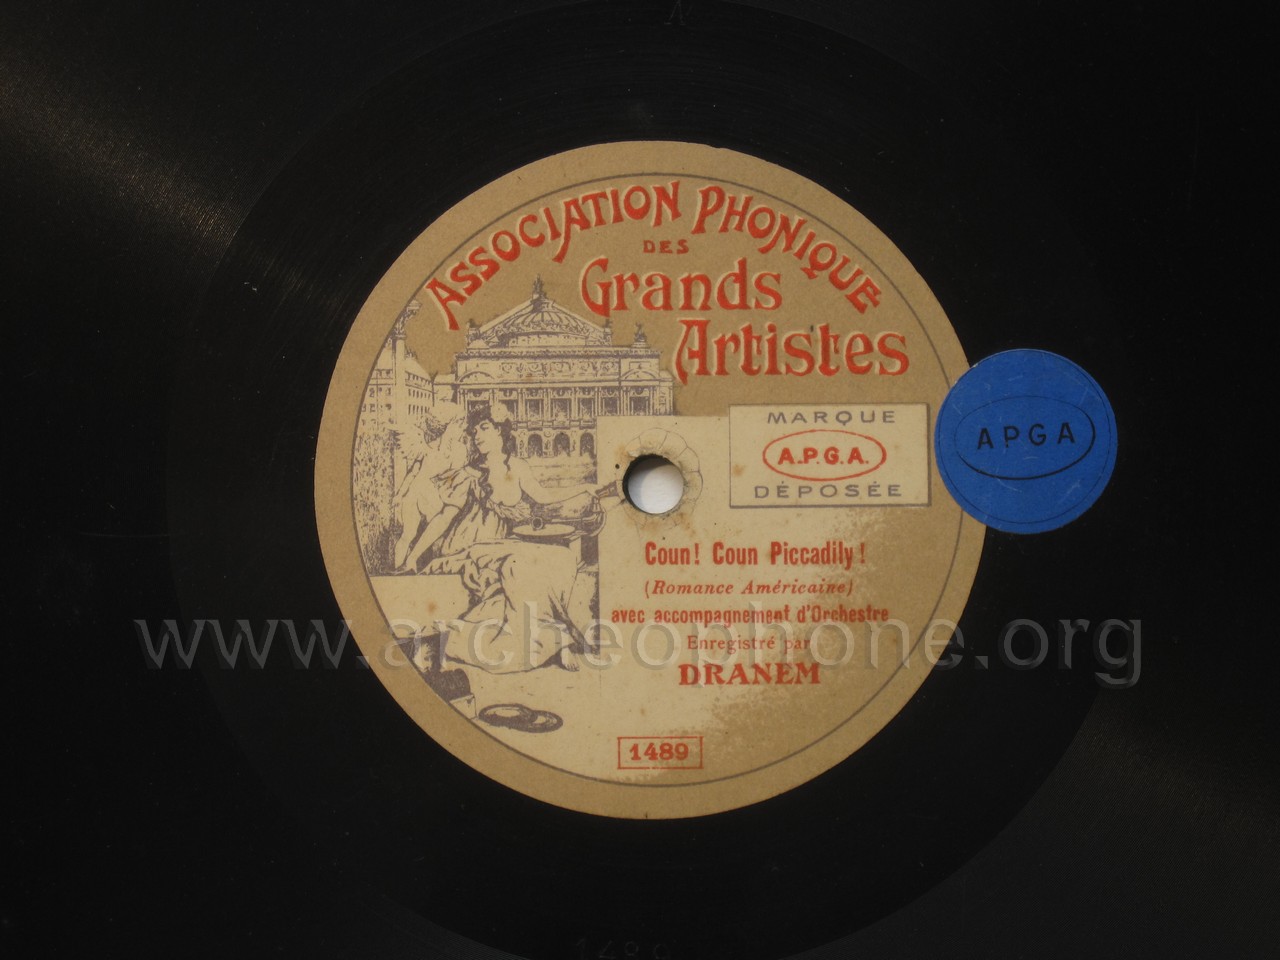 ASSOCIATION PHONIQUE
DES
Grands
Artistes
MARQUE
A.P.G.A.
DÉPOSÉE
APGA
Coun! Coun Piccadily!
(Romance Américaine)
avec accompagnement d'Orchestre
Enregistré par
DRANEM
www.archeophone.org
1489
1489